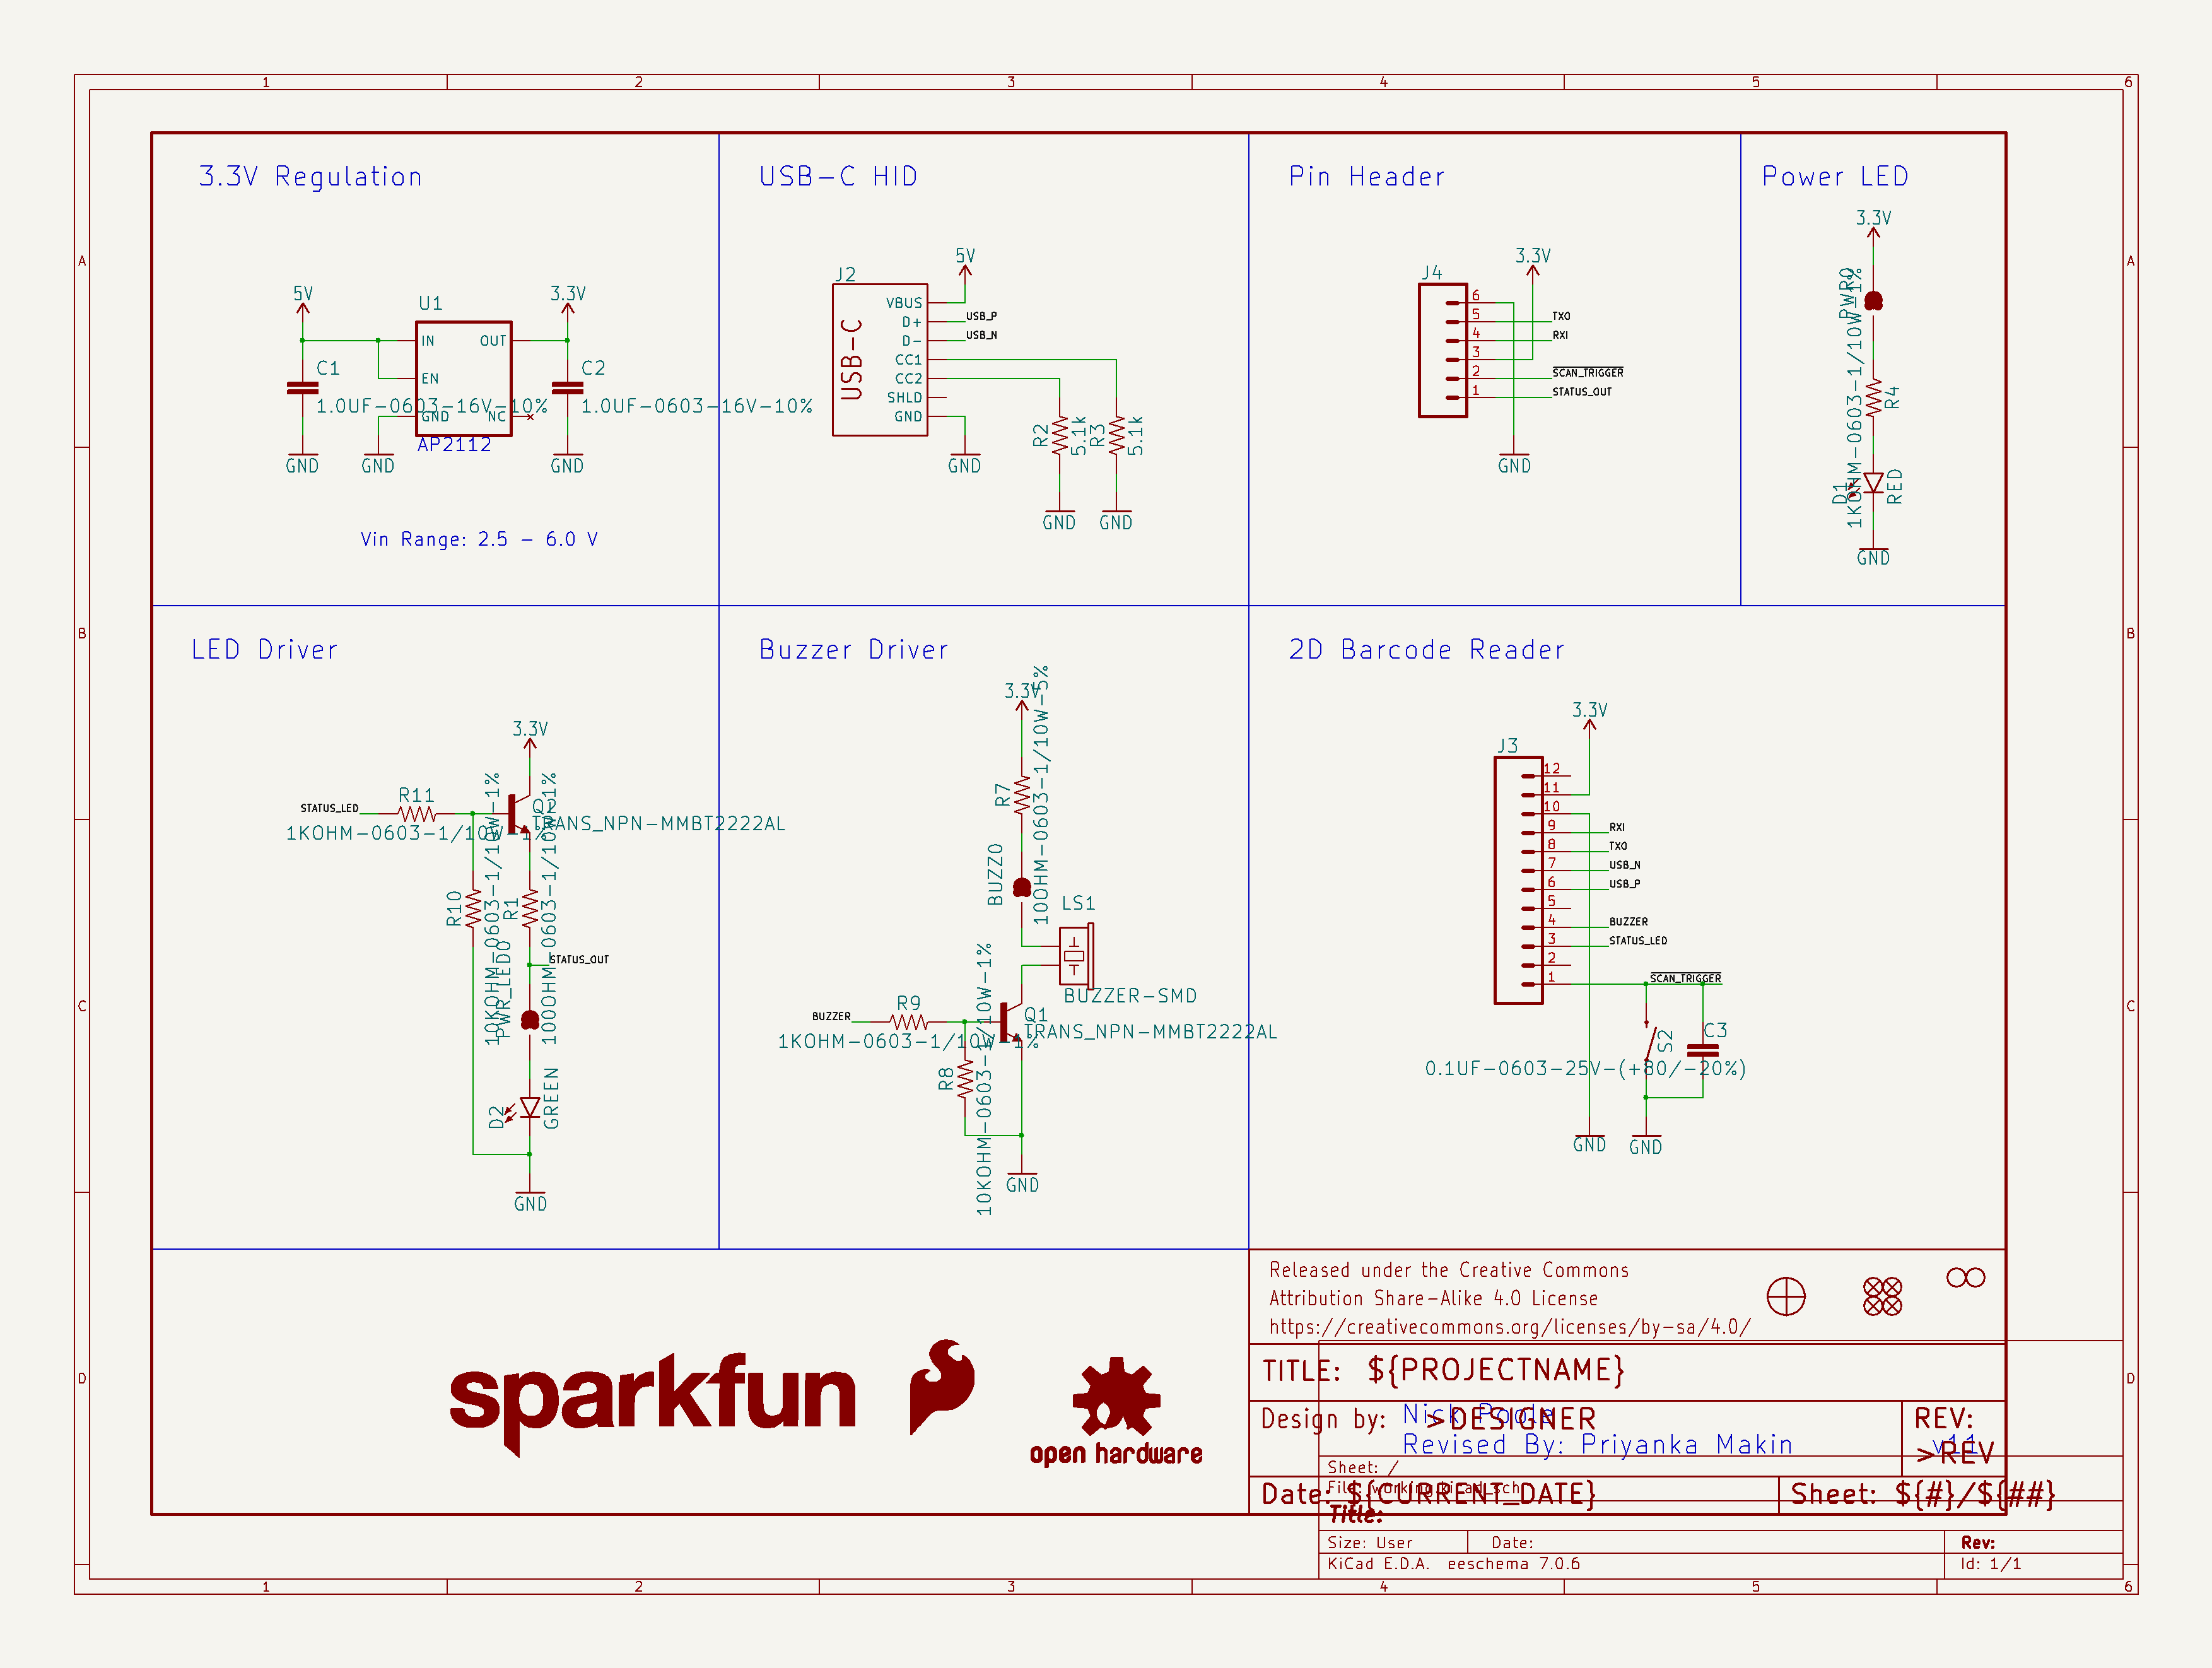 1 2 3 4 5 6
A
B
C
D
3.3V Regulation
5V
U1
3.3V
IN
OUT
EN
GND
NC
C1
1.0UF-0603-16V-10%
C2
1.0UF-0603-16V-10%
AP2112
GND
GND
GND
Vin Range: 2.5 - 6.0 V
USB-C HID
J2
5V
USB-C
VBUS
D+
D-
CC1
CC2
SHLD
GND
USB_P
USB_N
R2
5.1k
R3
5.1k
GND
GND
GND
Pin Header
J4
3.3V
6
5
4
3
2
1
TXO
RXI
SCAN_TRIGGER
STATUS_OUT
GND
Power LED
3.3V
PWR0
1KOHM-0603-1/10W-1%
R4
D1
RED
GND
LED Driver
3.3V
STATUS_LED
R11
1KOHM-0603-1/10W-1%
Q2
TRANS_NPN-MMBT2222AL
R10
10KOHM-0603-1/10W-1%
R1
100OHM-0603-1/10W-1%
STATUS_OUT
PWR_LED0
D2
GREEN
GND
Buzzer Driver
3.3V
R7
100OHM-0603-1/10W-5%
BUZZ0
LS1
BUZZER-SMD
BUZZER
R9
1KOHM-0603-1/10W-1%
Q1
TRANS_NPN-MMBT2222AL
R8
10KOHM-0603-1/10W-1%
GND
2D Barcode Reader
3.3V
J3
12
11
10
9
8
7
6
5
4
3
2
1
RXI
TXO
USB_N
USB_P
BUZZER
STATUS_LED
SCAN_TRIGGER
S2
C3
0.1UF-0603-25V-(+80/-20%)
GND
GND
sparkfun
open hardware
Released under the Creative Commons
Attribution Share-Alike 4.0 License
https://creativecommons.org/licenses/by-sa/4.0/
TITLE: ${PROJECTNAME}
Design by: >DESIGNER
Nick Poole
Revised By: Priyanka Makin
REV:
>REV
v11
Date: ${CURRENT_DATE}
Sheet: ${#}/${##}
Sheet: /
File: working.kicad_sch
Title:
Size: User
Date:
Rev:
KiCad E.D.A. eeschema 7.0.6
Id: 1/1
1 2 3 4 5 6
A
B
C
D